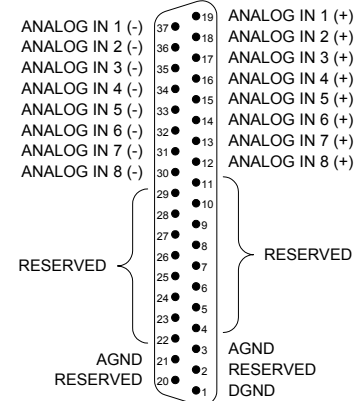 ANALOG IN 1 (-) 37 19 ANALOG IN 1 (+)
ANALOG IN 2 (-) 36 18 ANALOG IN 2 (+)
ANALOG IN 3 (-) 35 17 ANALOG IN 3 (+)
ANALOG IN 4 (-) 34 16 ANALOG IN 4 (+)
ANALOG IN 5 (-) 33 15 ANALOG IN 5 (+)
ANALOG IN 6 (-) 32 14 ANALOG IN 6 (+)
ANALOG IN 7 (-) 31 13 ANALOG IN 7 (+)
ANALOG IN 8 (-) 30 12 ANALOG IN 8 (+)
29 11
28 10
27 9
26 8
RESERVED 25 7 RESERVED
24 6
23 5
22 4
AGND 21 3 AGND
RESERVED 20 2 RESERVED
1 DGND